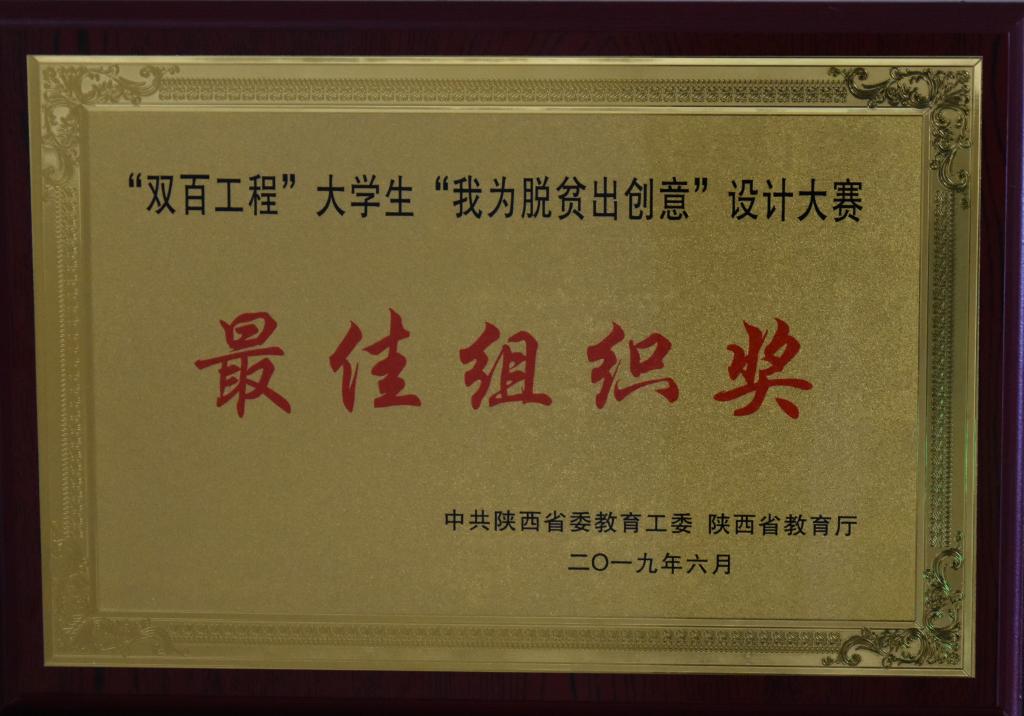 “双百工程”大学生“我为脱贫出创意”设计大赛
最佳组织奖
中共陕西省委教育工委 陕西省教育厅
二〇一九年六月